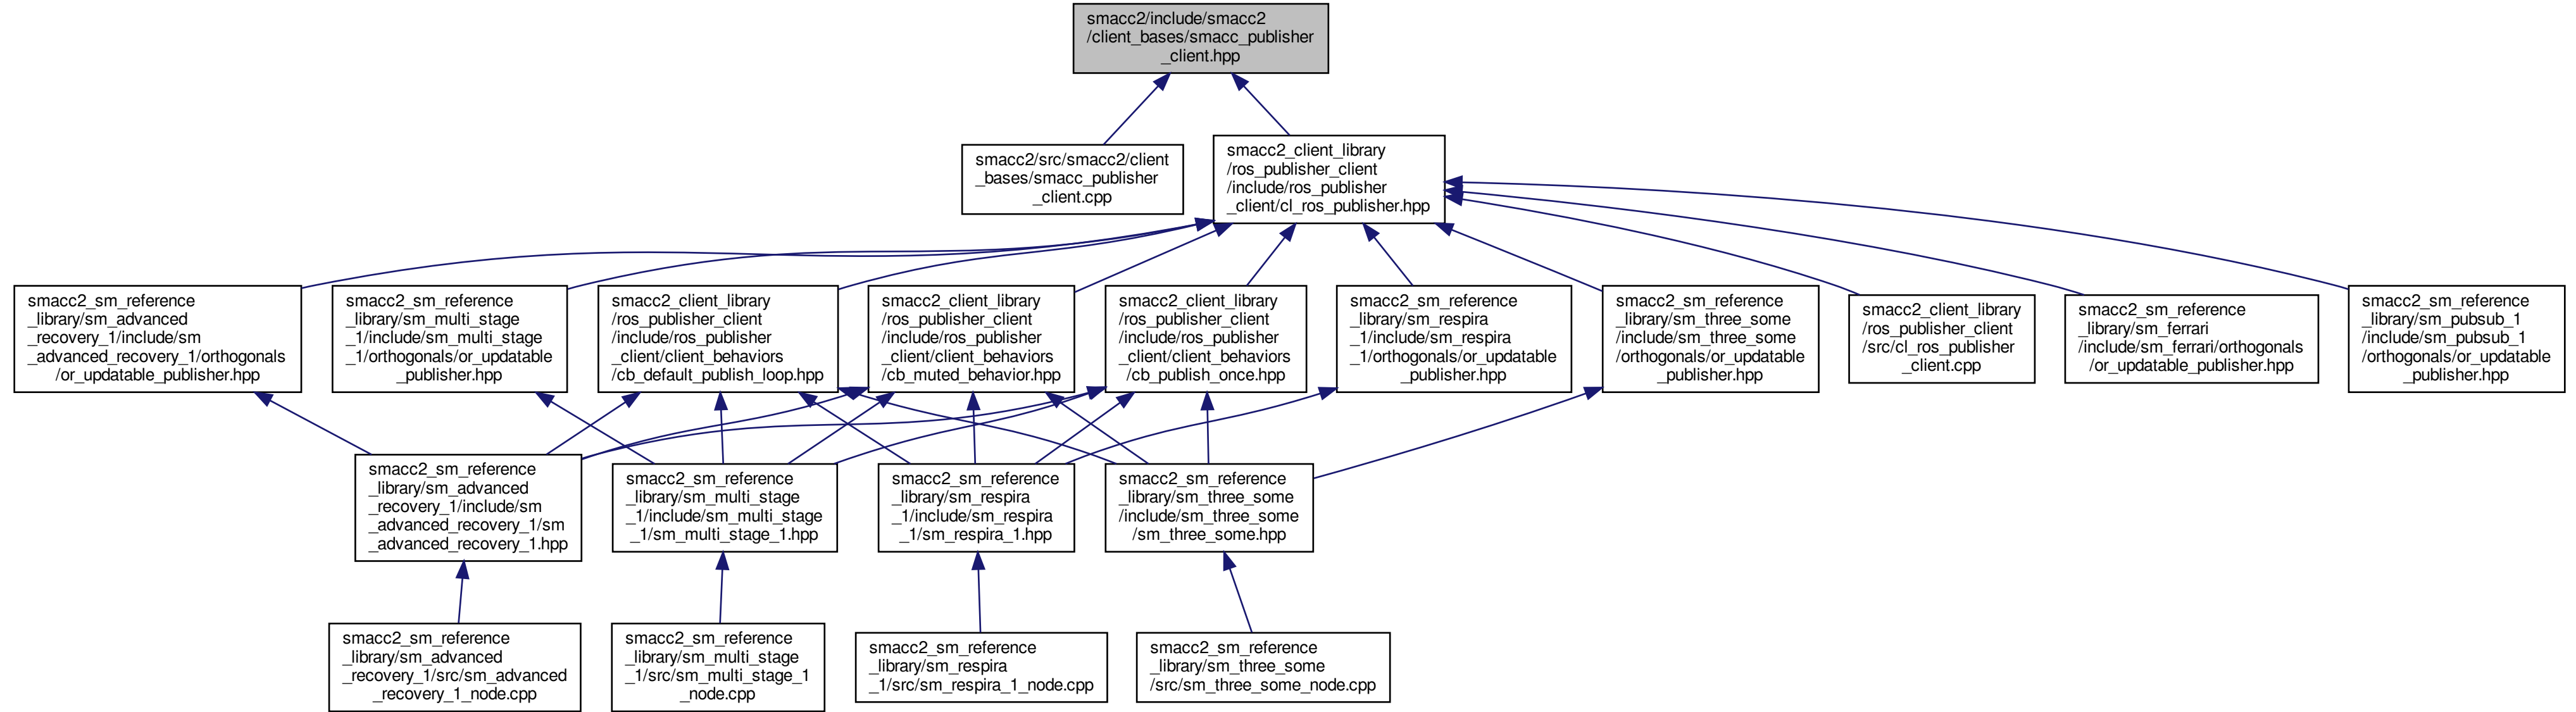 smacc2/include/smacc2
/client_bases/smacc_publisher
_client.hpp
smacc2/src/smacc2/client
_bases/smacc_publisher
_client.cpp
smacc2_client_library
/ros_publisher_client
/include/ros_publisher
_client/cl_ros_publisher.hpp
smacc2_sm_reference
_library/sm_advanced
_recovery_1/include/sm
_advanced_recovery_1/orthogonals
/or_updatable_publisher.hpp
smacc2_sm_reference
_library/sm_multi_stage
_1/include/sm_multi_stage
_1/orthogonals/or_updatable
_publisher.hpp
smacc2_client_library
/ros_publisher_client
/include/ros_publisher
_client/client_behaviors
/cb_default_publish_loop.hpp
smacc2_client_library
/ros_publisher_client
/include/ros_publisher
_client/client_behaviors
/cb_muted_behavior.hpp
smacc2_client_library
/ros_publisher_client
/include/ros_publisher
_client/client_behaviors
/cb_publish_once.hpp
smacc2_sm_reference
_library/sm_respira
_1/include/sm_respira
_1/orthogonals/or_updatable
_publisher.hpp
smacc2_sm_reference
_library/sm_three_some
/include/sm_three_some
/orthogonals/or_updatable
_publisher.hpp
smacc2_client_library
/ros_publisher_client
/src/cl_ros_publisher
_client.cpp
smacc2_sm_reference
_library/sm_ferrari
/include/sm_ferrari/orthogonals
/or_updatable_publisher.hpp
smacc2_sm_reference
_library/sm_pubsub_1
/include/sm_pubsub_1
/orthogonals/or_updatable
_publisher.hpp
smacc2_sm_reference
_library/sm_advanced
_recovery_1/include/sm
_advanced_recovery_1/sm
_advanced_recovery_1.hpp
smacc2_sm_reference
_library/sm_multi_stage
_1/include/sm_multi_stage
_1/sm_multi_stage_1.hpp
smacc2_sm_reference
_library/sm_respira
_1/include/sm_respira
_1/sm_respira_1.hpp
smacc2_sm_reference
_library/sm_three_some
/include/sm_three_some
/sm_three_some.hpp
smacc2_sm_reference
_library/sm_advanced
_recovery_1/src/sm_advanced
_recovery_1_node.cpp
smacc2_sm_reference
_library/sm_multi_stage
_1/src/sm_multi_stage_1
_node.cpp
smacc2_sm_reference
_library/sm_respira
_1/src/sm_respira_1_node.cpp
smacc2_sm_reference
_library/sm_three_some
/src/sm_three_some_node.cpp